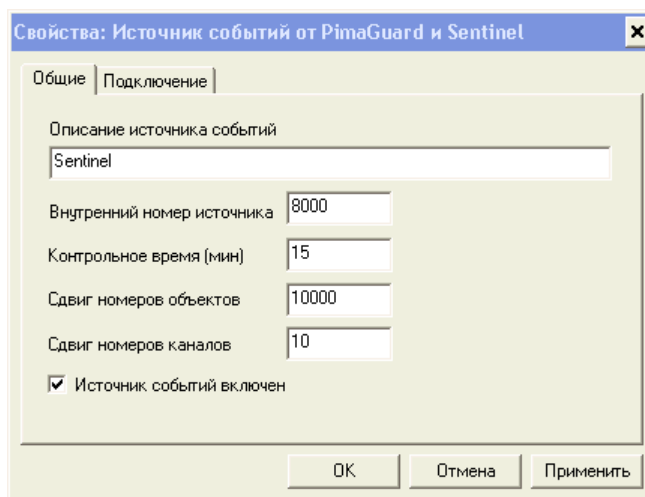 Свойства: Источник событий от PimaGuard и Sentinel
Общие Подключение
Описание источника событий
Sentinel
Внутренний номер источника 8000
Контрольное время (мин) 15
Сдвиг номеров объектов 10000
Сдвиг номеров каналов 10
Источник событий включен
OK Отмена Применить